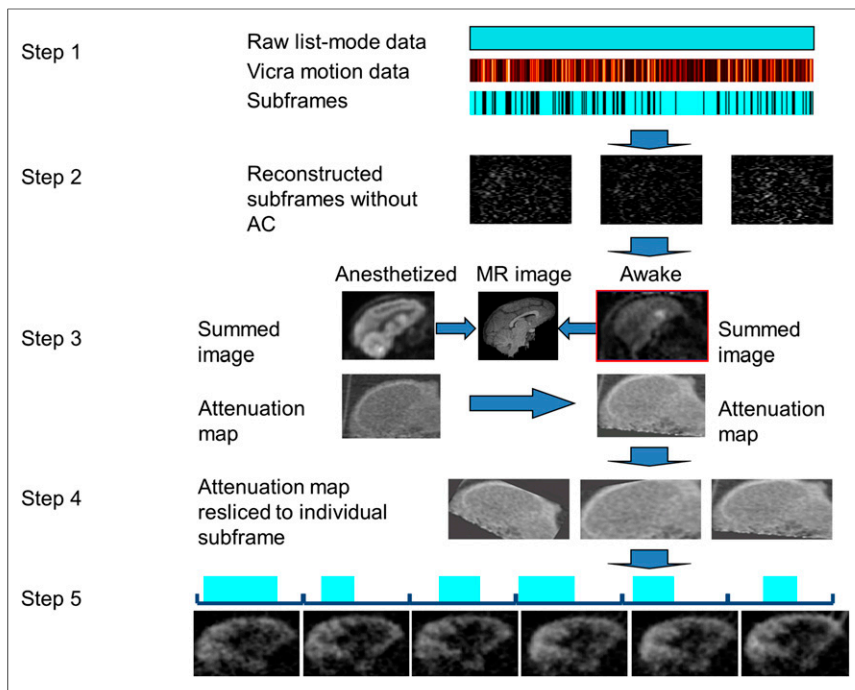 Step 1
Raw list-mode data
Vicra motion data
Subframes
Step 2
Reconstructed
subframes without
AC
Anesthetized
MR image
Awake
Step 3
Summed
image
Summed
image
Attenuation
map
Attenuation
map
Step 4
Attenuation map
resliced to individual
subframe
Step 5